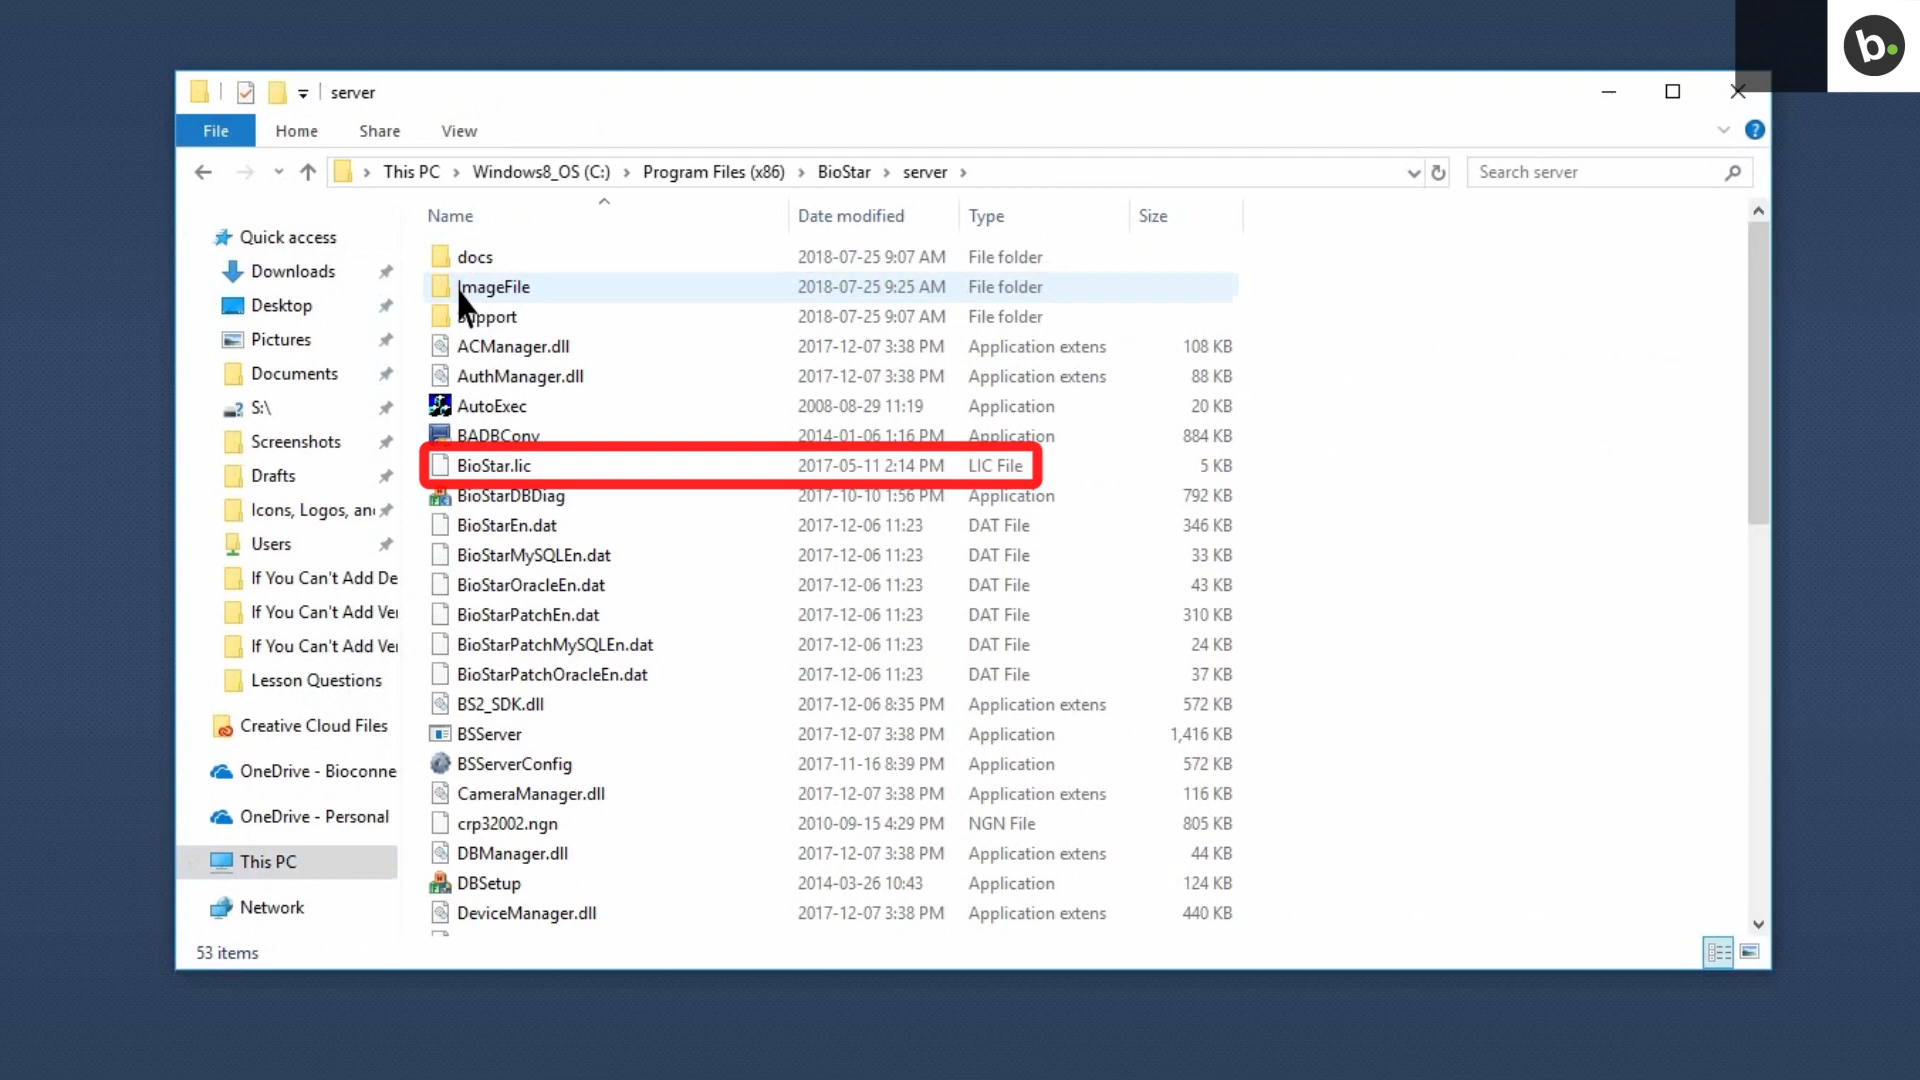 b.
server
File Home Share View
This PC > Windows8_OS (C:) > Program Files (x86) > BioStar > server >
Search server
Name Date modified Type Size
Quick access
Downloads
Desktop
Pictures
Documents
S:\
Screenshots
Drafts
Icons, Logos, an
Users
If You Can't Add De
If You Can't Add Ve
If You Can't Add Ve
Lesson Questions
Creative Cloud Files
OneDrive - Bioconne
OneDrive - Personal
This PC
Network
docs 2018-07-25 9:07 AM File folder
ImageFile 2018-07-25 9:25 AM File folder
support 2018-07-25 9:07 AM File folder
ACManager.dll 2017-12-07 3:38 PM Application extens 108 KB
AuthManager.dll 2017-12-07 3:38 PM Application extens 88 KB
AutoExec 2008-08-29 11:19 Application 20 KB
BADBConv 2014-01-06 1:16 PM Application 884 KB
BioStar.lic 2017-05-11 2:14 PM LIC File 5 KB
BioStarDBDiag 2017-10-10 1:56 PM Application 792 KB
BioStarEn.dat 2017-12-06 11:23 DAT File 346 KB
BioStarMySQLEn.dat 2017-12-06 11:23 DAT File 33 KB
BioStarOracleEn.dat 2017-12-06 11:23 DAT File 43 KB
BioStarPatchEn.dat 2017-12-06 11:23 DAT File 310 KB
BioStarPatchMySQLEn.dat 2017-12-06 11:23 DAT File 24 KB
BioStarPatchOracleEn.dat 2017-12-06 11:23 DAT File 37 KB
BS2_SDK.dll 2017-12-06 8:35 PM Application extens 572 KB
BSServer 2017-12-07 3:38 PM Application 1,416 KB
BSServerConfig 2017-11-16 8:39 PM Application 572 KB
CameraManager.dll 2017-12-07 3:38 PM Application extens 116 KB
crp32002.ngn 2010-09-15 4:29 PM NGN File 805 KB
DBManager.dll 2017-12-07 3:38 PM Application extens 44 KB
DBSetup 2014-03-26 10:43 Application 124 KB
DeviceManager.dll 2017-12-07 3:38 PM Application extens 440 KB
53 items